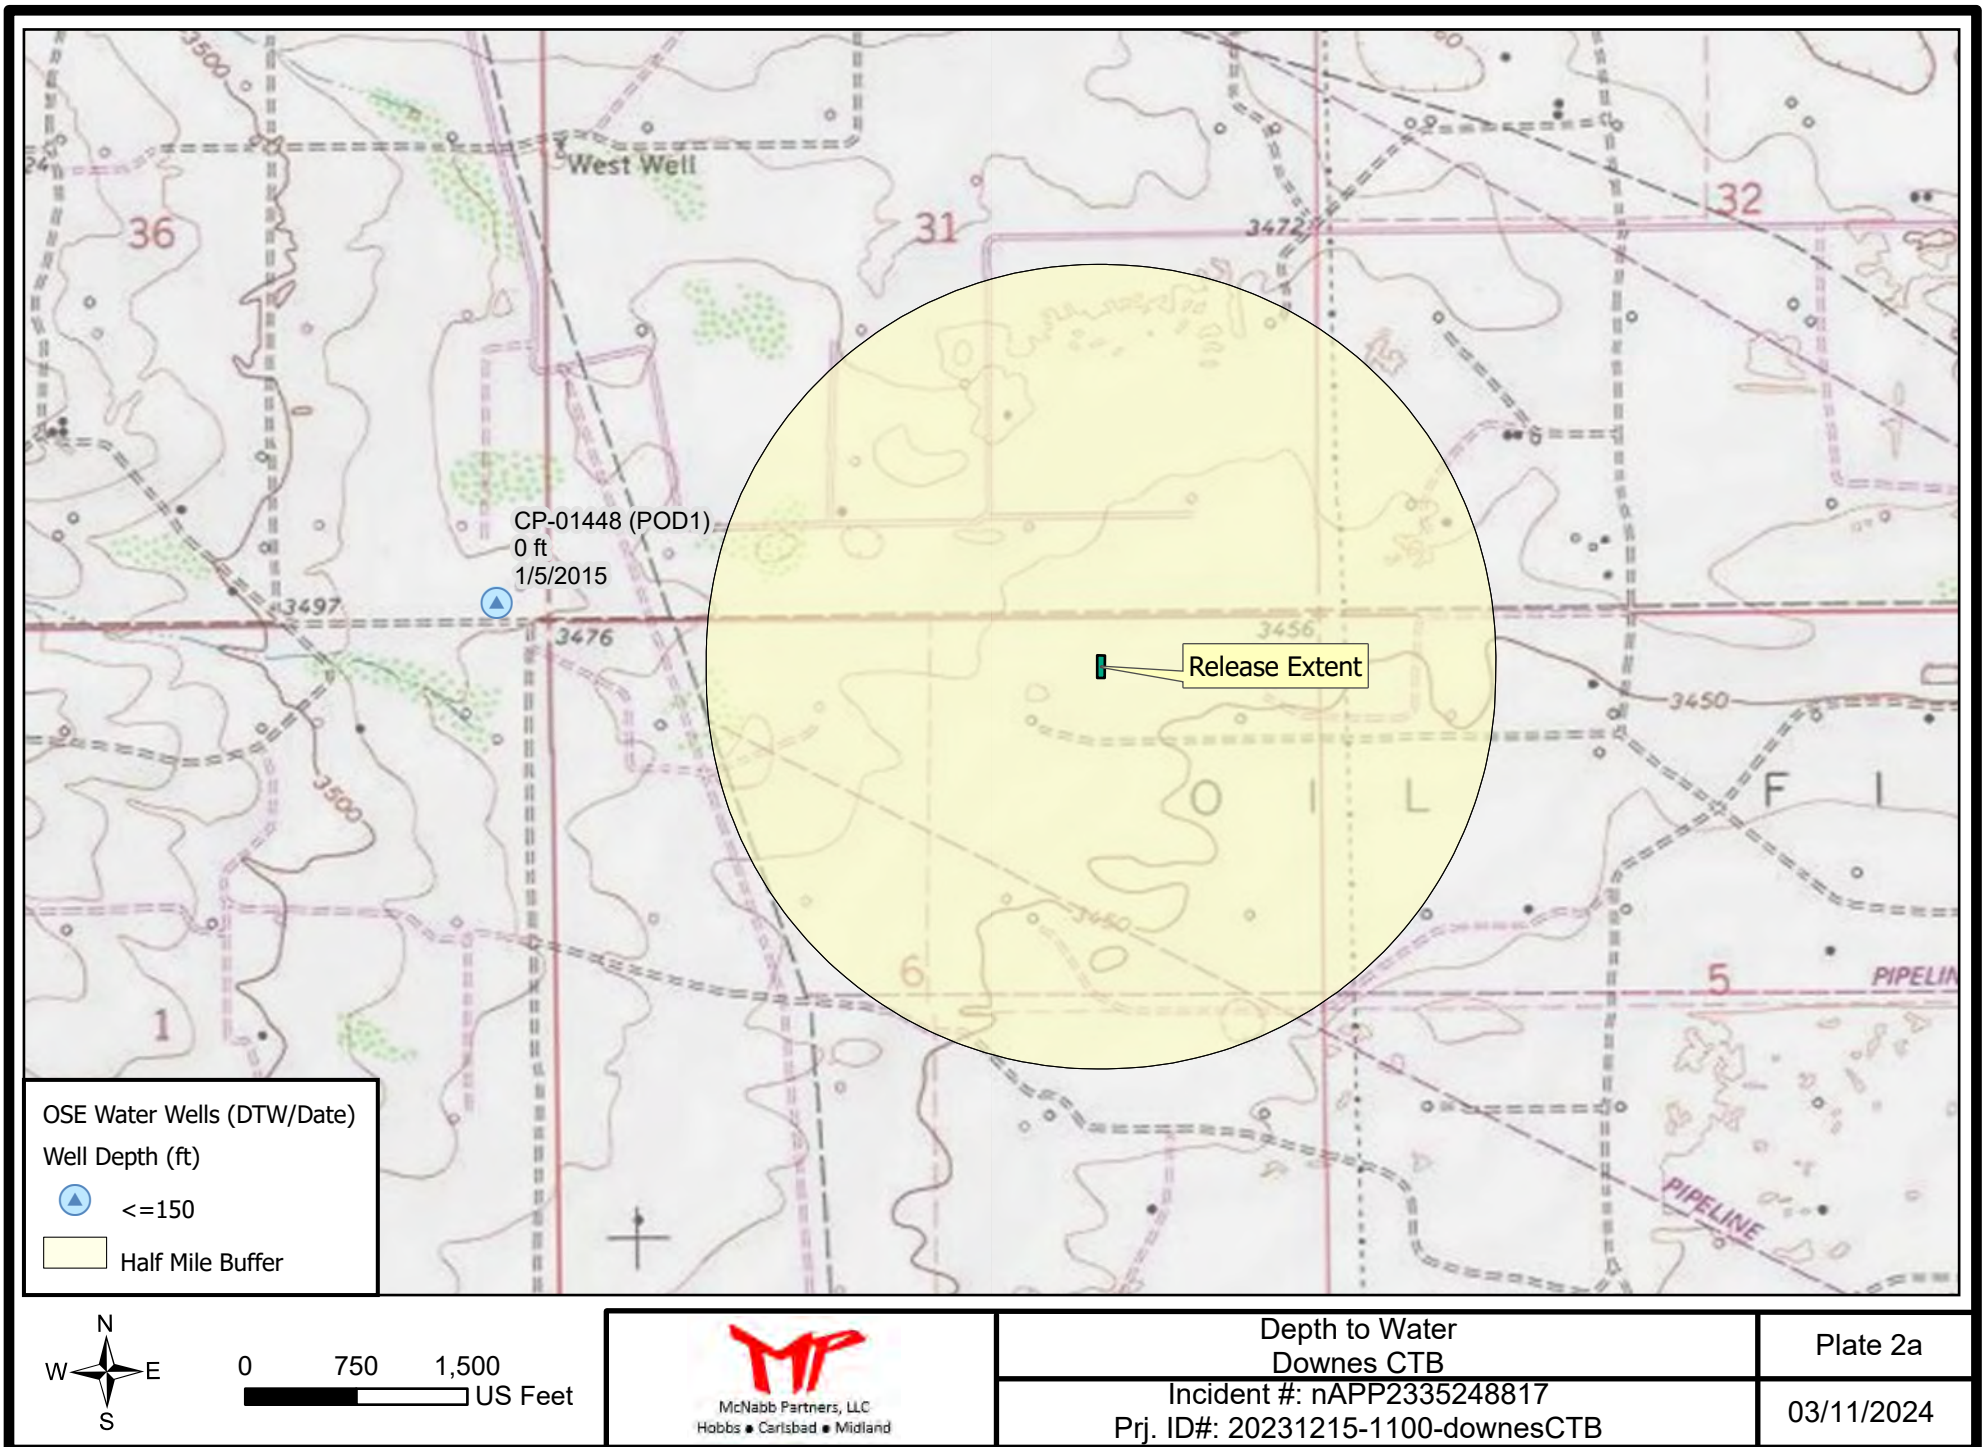 3500
60
West Well
24
36
31
32
3472
CP-01448 (POD1)
0 ft
1/5/2015
3497
3476
3456
Release Extent
3450
3500
O I L F I
3450
6
5
PIPELIN
1
PIPELINE
OSE Water Wells (DTW/Date)
Well Depth (ft)
<=150
Half Mile Buffer
N
W E
S
0 750 1,500
US Feet
McNabb Partners, LLC
Hobbs • Carlsbad • Midland
Depth to Water
Downes CTB
Incident #: nAPP2335248817
Prj. ID#: 20231215-1100-downesCTB
Plate 2a
03/11/2024